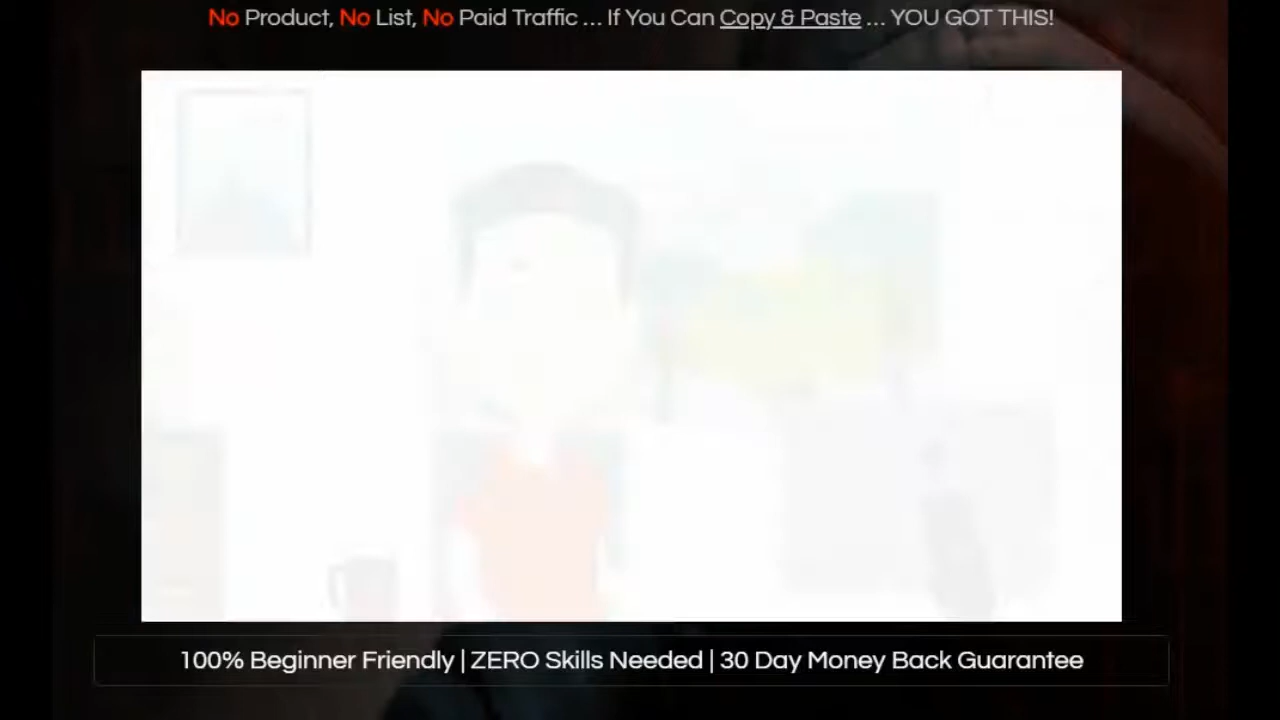 No Product, No List, No Paid Traffic ... If You Can Copy & Paste ... YOU GOT THIS!
100% Beginner Friendly | ZERO Skills Needed | 30 Day Money Back Guarantee